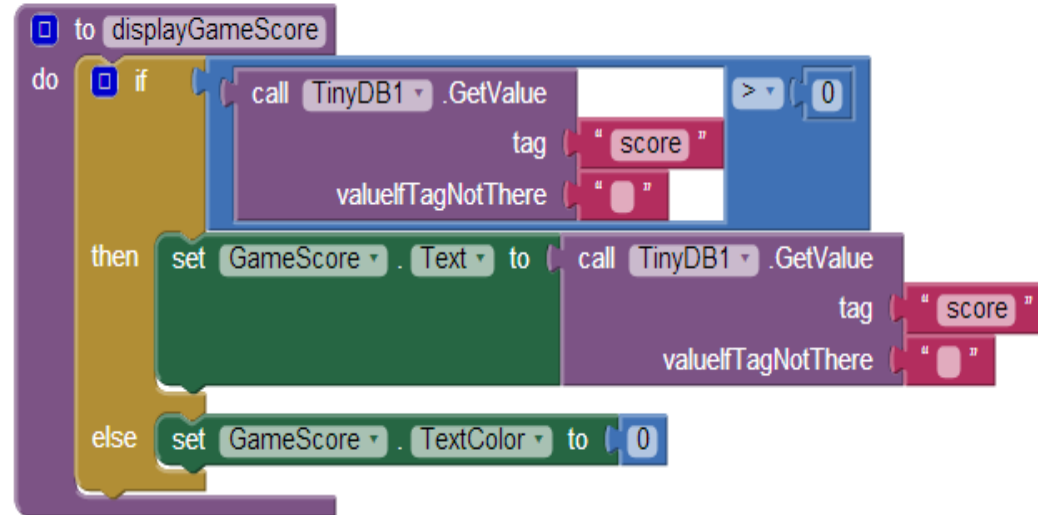 to displayGameScore
do if call TinyDB1 .GetValue > 0
tag " score "
valueIfTagNotThere " "
then set GameScore . Text to call TinyDB1 .GetValue
tag " score "
valueIfTagNotThere " "
else set GameScore . TextColor to 0